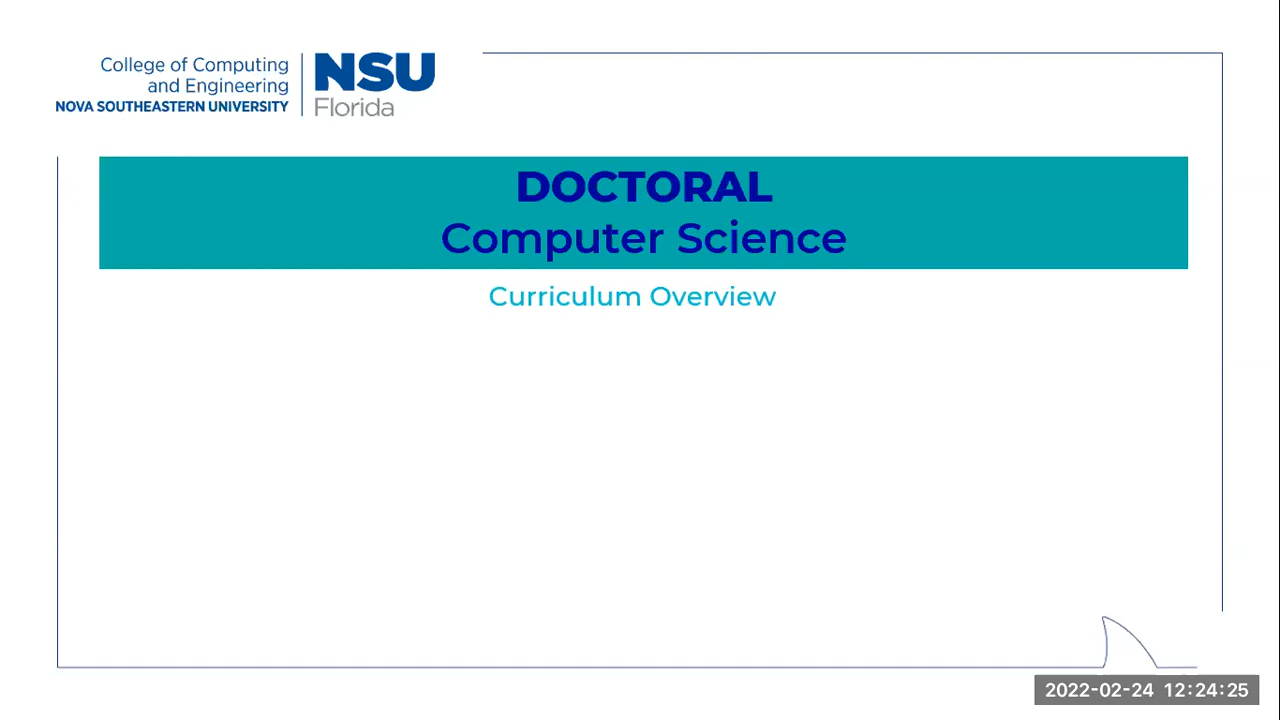 College of Computing
and Engineering
NOVA SOUTHEASTERN UNIVERSITY
NSU
Florida
DOCTORAL
Computer Science
Curriculum Overview
2022-02-24 12:24:25